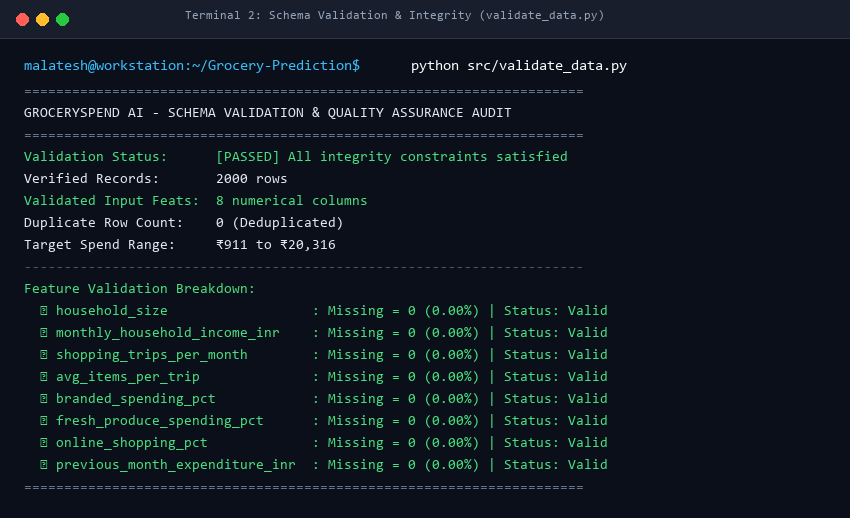 Terminal 2: Schema Validation & Integrity (validate_data.py)
malatesh@workstation:~/Grocery-Prediction$ python src/validate_data.py
======================================================================
GROCERYSPEND AI - SCHEMA VALIDATION & QUALITY ASSURANCE AUDIT
======================================================================
Validation Status: [PASSED] All integrity constraints satisfied
Verified Records: 2000 rows
Validated Input Feats: 8 numerical columns
Duplicate Row Count: 0 (Deduplicated)
Target Spend Range: ₹911 to ₹20,316
----------------------------------------------------------------------
Feature Validation Breakdown:
household_size : Missing = 0 (0.00%) | Status: Valid
monthly_household_income_inr : Missing = 0 (0.00%) | Status: Valid
shopping_trips_per_month : Missing = 0 (0.00%) | Status: Valid
avg_items_per_trip : Missing = 0 (0.00%) | Status: Valid
branded_spending_pct : Missing = 0 (0.00%) | Status: Valid
fresh_produce_spending_pct : Missing = 0 (0.00%) | Status: Valid
online_shopping_pct : Missing = 0 (0.00%) | Status: Valid
previous_month_expenditure_inr : Missing = 0 (0.00%) | Status: Valid
======================================================================